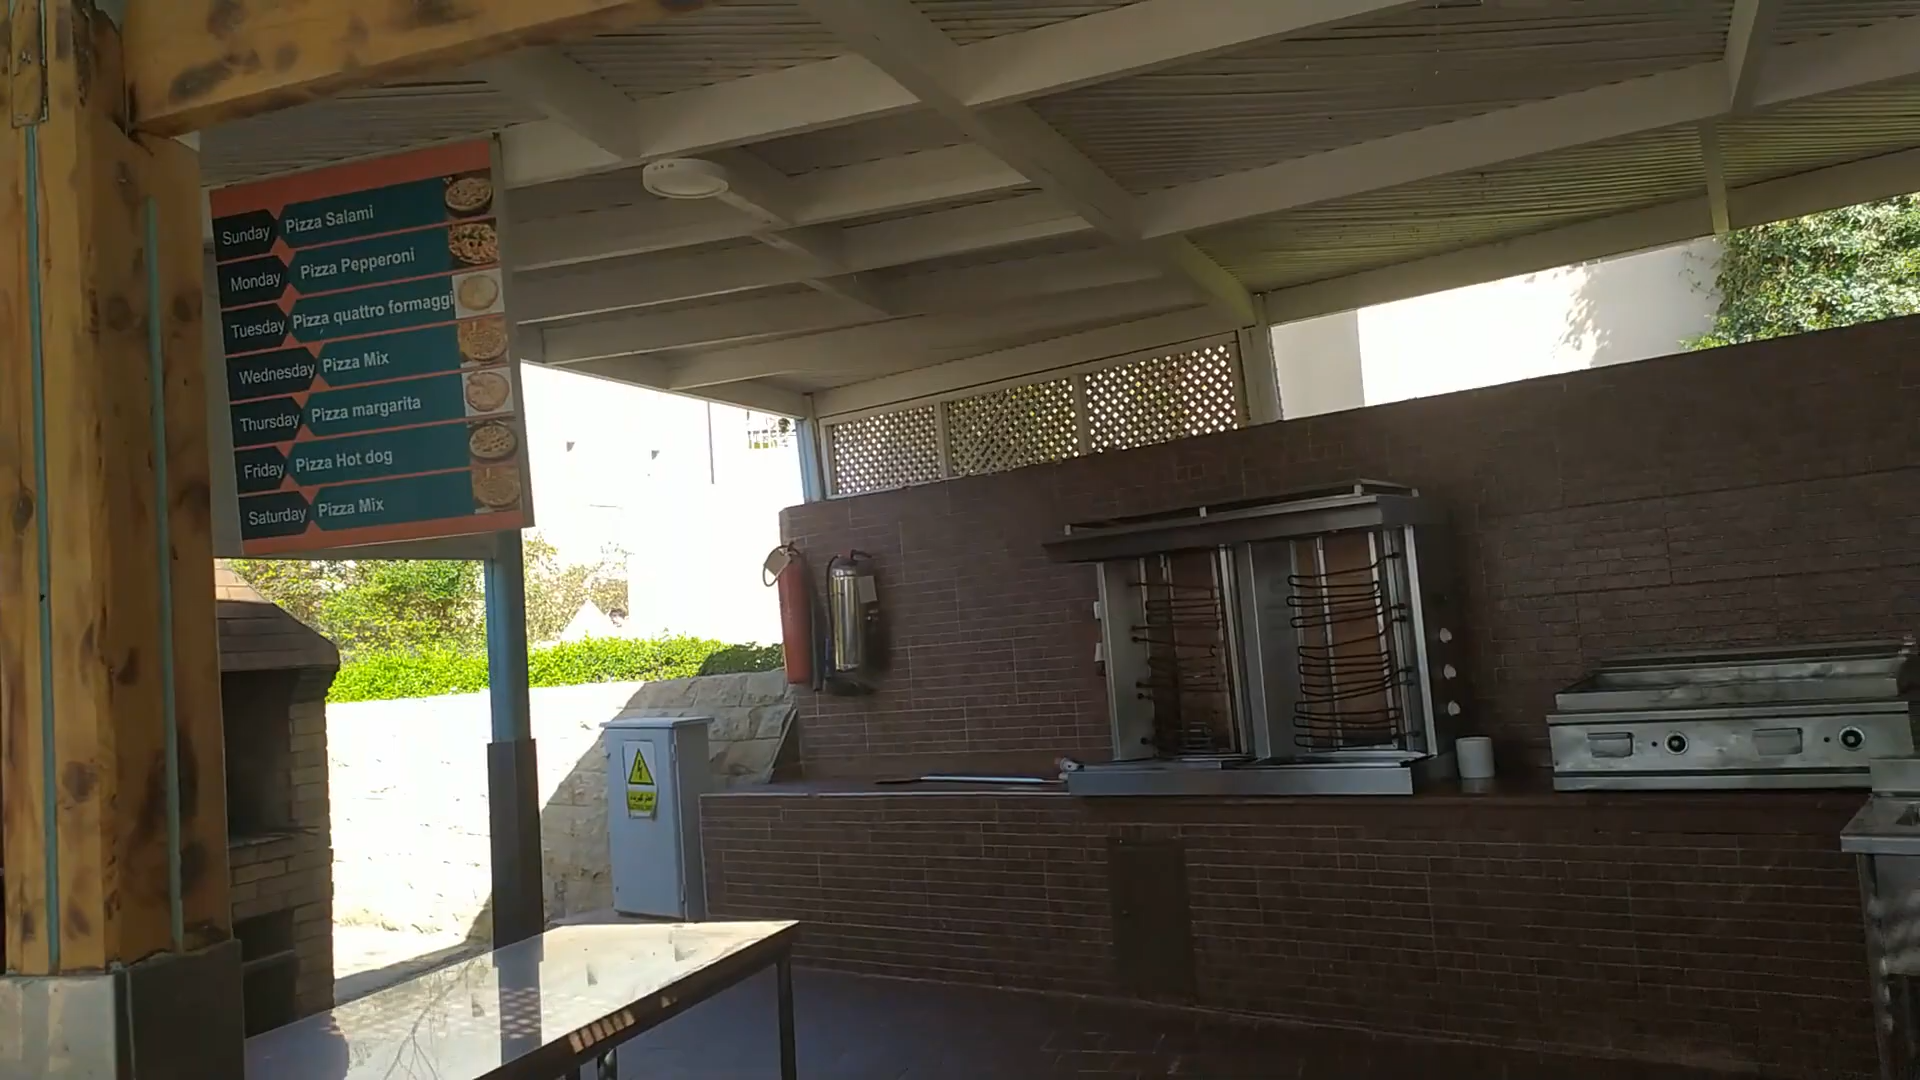 Sunday Pizza Salami
Monday Pizza Pepperoni
Tuesday Pizza quattro formaggi
Wednesday Pizza Mix
Thursday Pizza margarita
Friday Pizza Hot dog
Saturday Pizza Mix